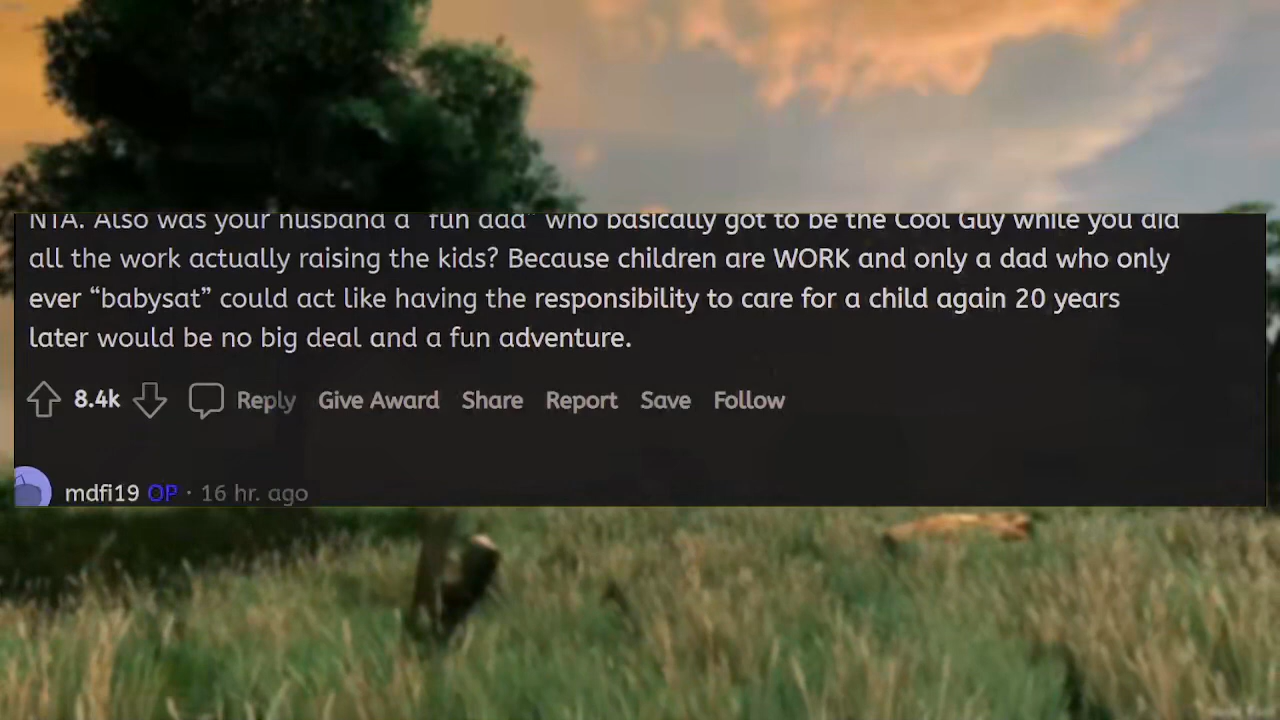 NTA. Also was your husband a "fun dad" who basically got to be the Cool Guy while you did
all the work actually raising the kids? Because children are WORK and only a dad who only
ever “babysat” could act like having the responsibility to care for a child again 20 years
later would be no big deal and a fun adventure.
8.4k Reply Give Award Share Report Save Follow
mdfi19 OP · 16 hr. ago